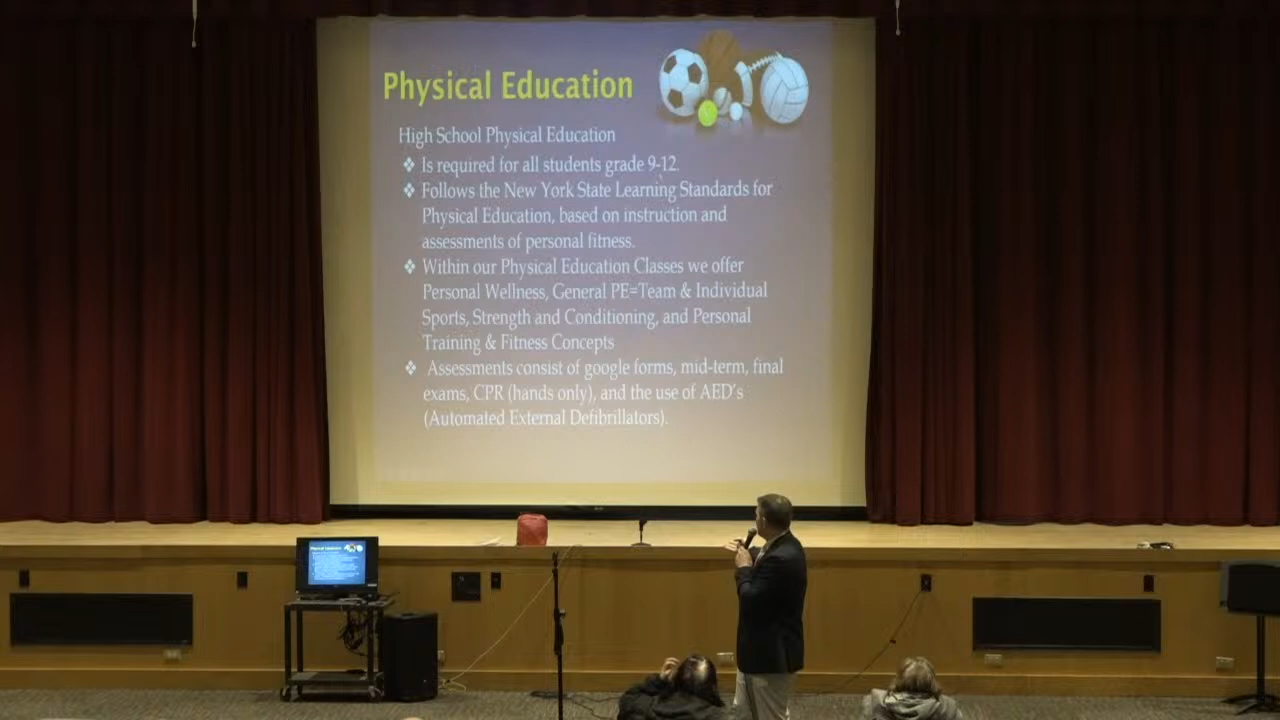 Physical Education
High School Physical Education
❖ Is required for all students grade 9-12.
❖ Follows the New York State Learning Standards for
Physical Education, based on instruction and
assessments of personal fitness.
❖ Within our Physical Education Classes we offer
Personal Wellness, General PE=Team & Individual
Sports, Strength and Conditioning, and Personal
Training & Fitness Concepts
❖ Assessments consist of google forms, mid-term, final
exams, CPR (hands only), and the use of AED's
(Automated External Defibrillators).
Physical Education